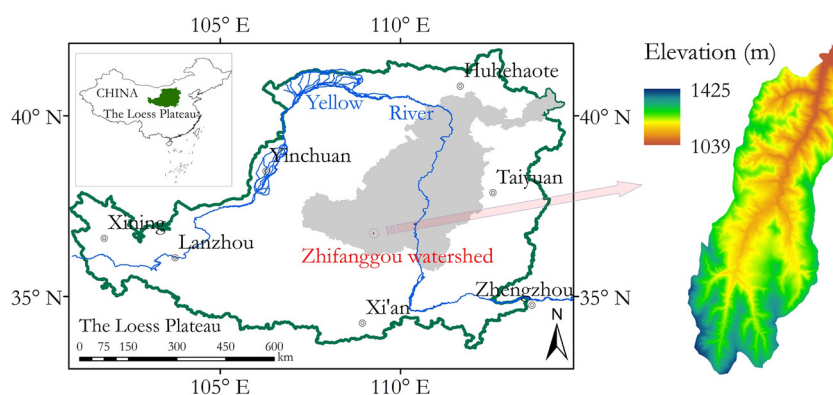 105° E
110° E
Elevation (m)
1425
1039
CHINA
The Loess Plateau
Huhehaote
40° N
40° N
Yellow
River
Yinchuan
Taiyuan
Xining
Lanzhou
Zhifanggou watershed
35° N
35° N
Zhengzhou
Xi'an
N
The Loess Plateau
0 75 150 300 450 600
km
105° E
110° E